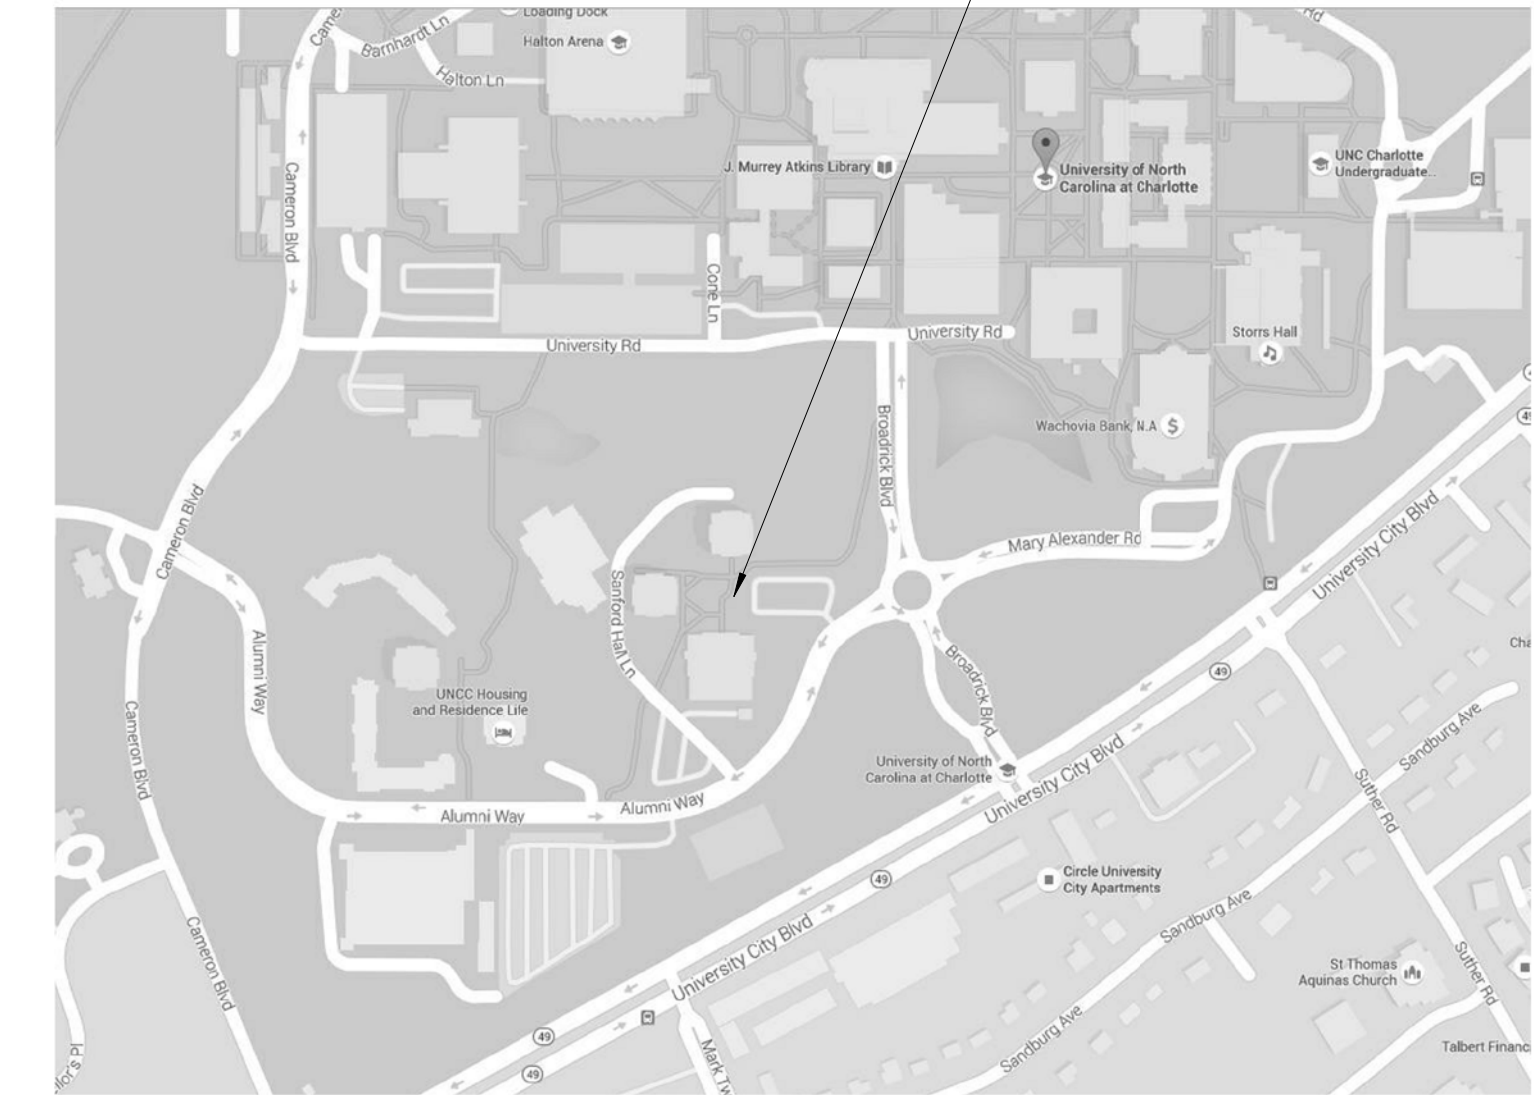 Loading Dock
Rd
Barnhardt Ln
Halton Arena
Halton Ln
Cameron Blvd
J. Murrey Atkins Library
University of North
Carolina at Charlotte
UNC Charlotte
Undergraduate...
Cone Ln
University Rd
University Rd
Storrs Hall
Broadrick Blvd
Wachovia Bank, N.A
$
49
Cameron Blvd
Mary Alexander Rd
University City Blvd
Sanford Hall Ln
Alumni Way
Broadrick Blvd
49
UNCC Housing
and Residence Life
Cameron Blvd
University of North
Carolina at Charlotte
University City Blvd
Sandburg Ave
Suther Rd
Alumni Way
Alumni Way
49
Circle University
City Apartments
Sandburg Ave
University City Blvd
Cameron Blvd
St Thomas
Aquinas Church
Suther Rd
49
Sandburg Ave
Talbert Financ
49
Mark Tw